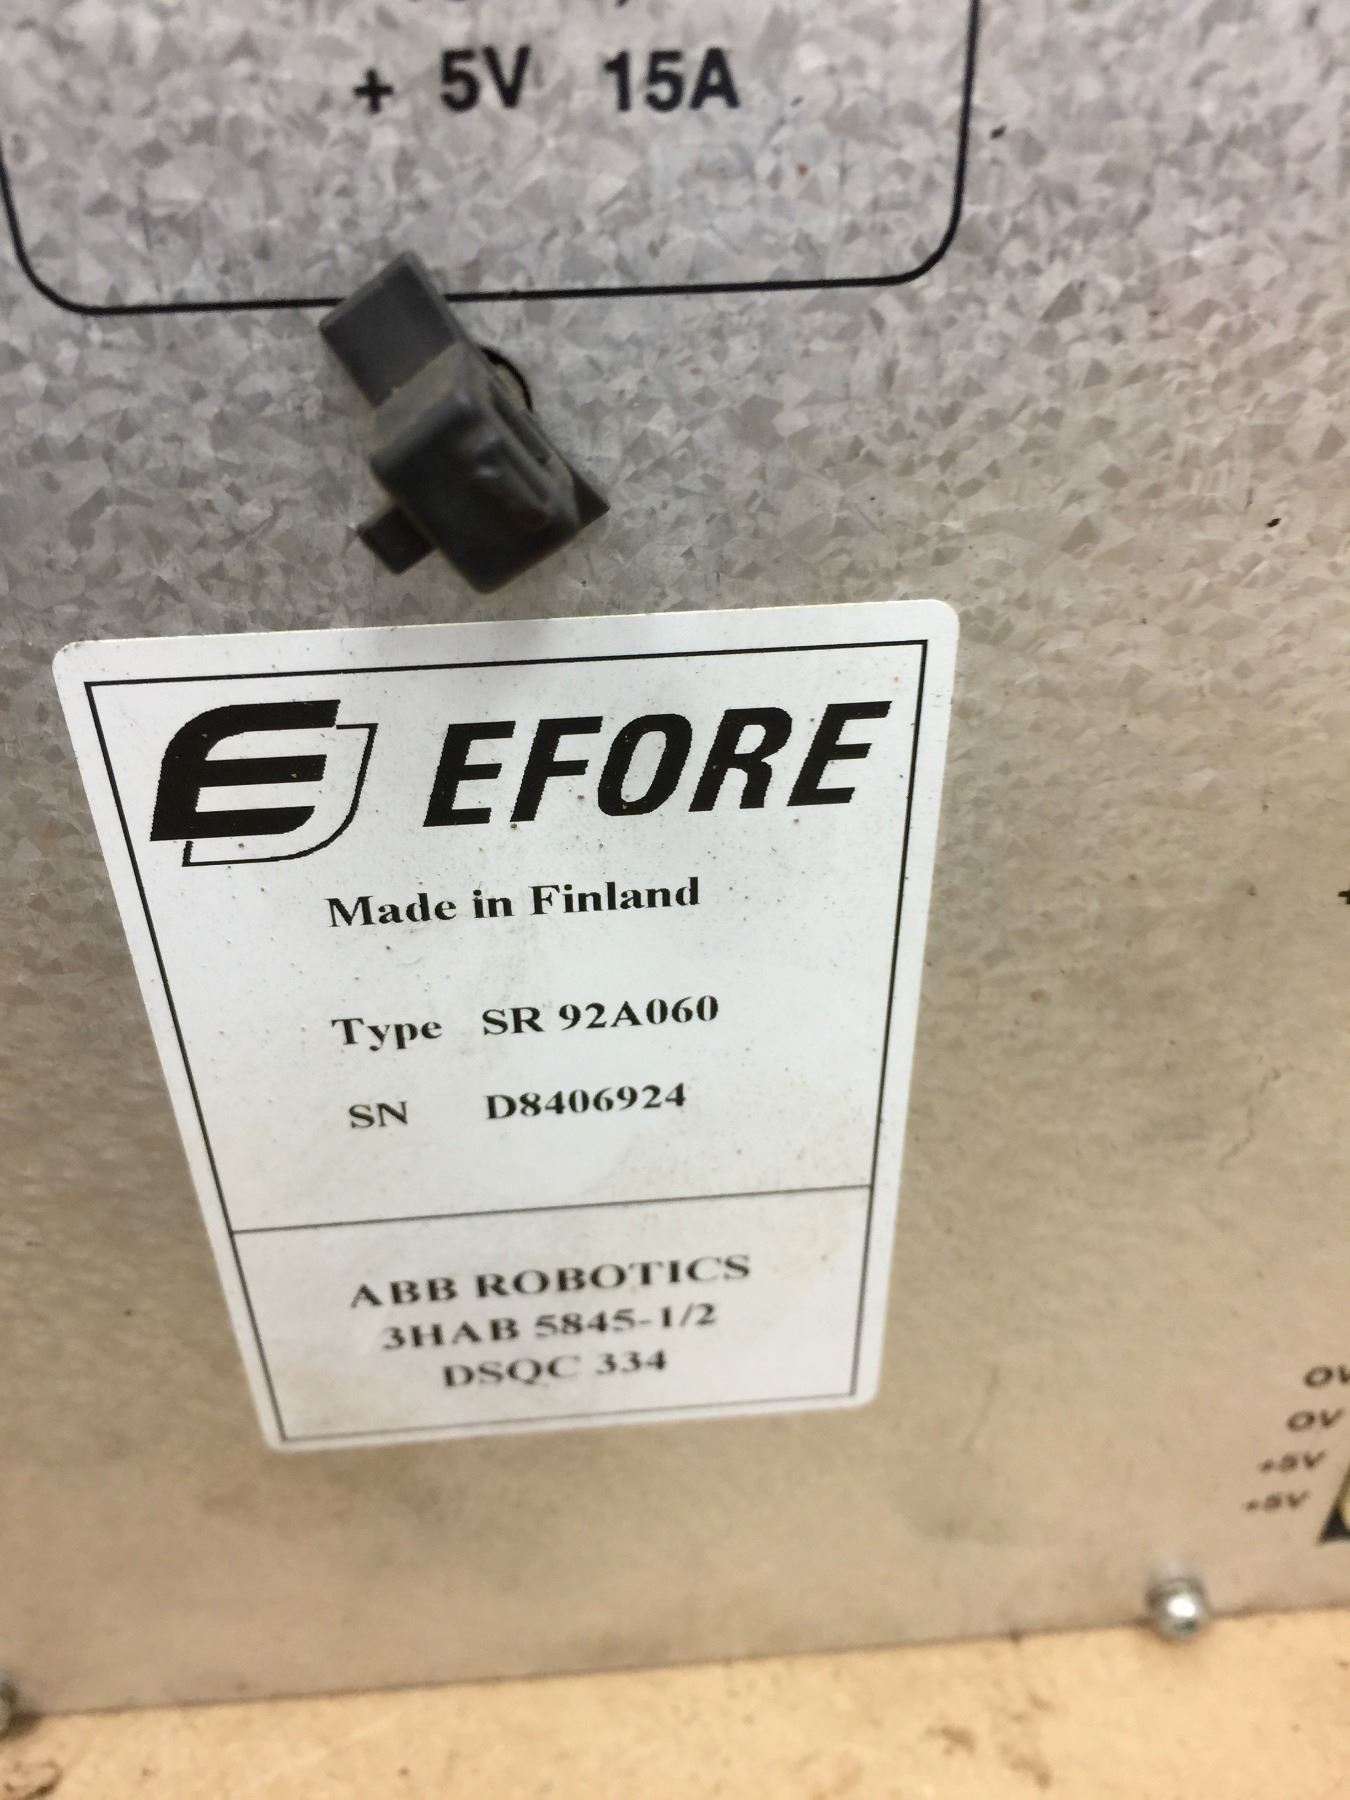 + 5V 15A
EFORE
Made in Finland
Type SR 92A060
SN D8406924
ABB ROBOTICS
3HAB 5845-1/2
DSQC 334
0V
0V
+5V
+5V